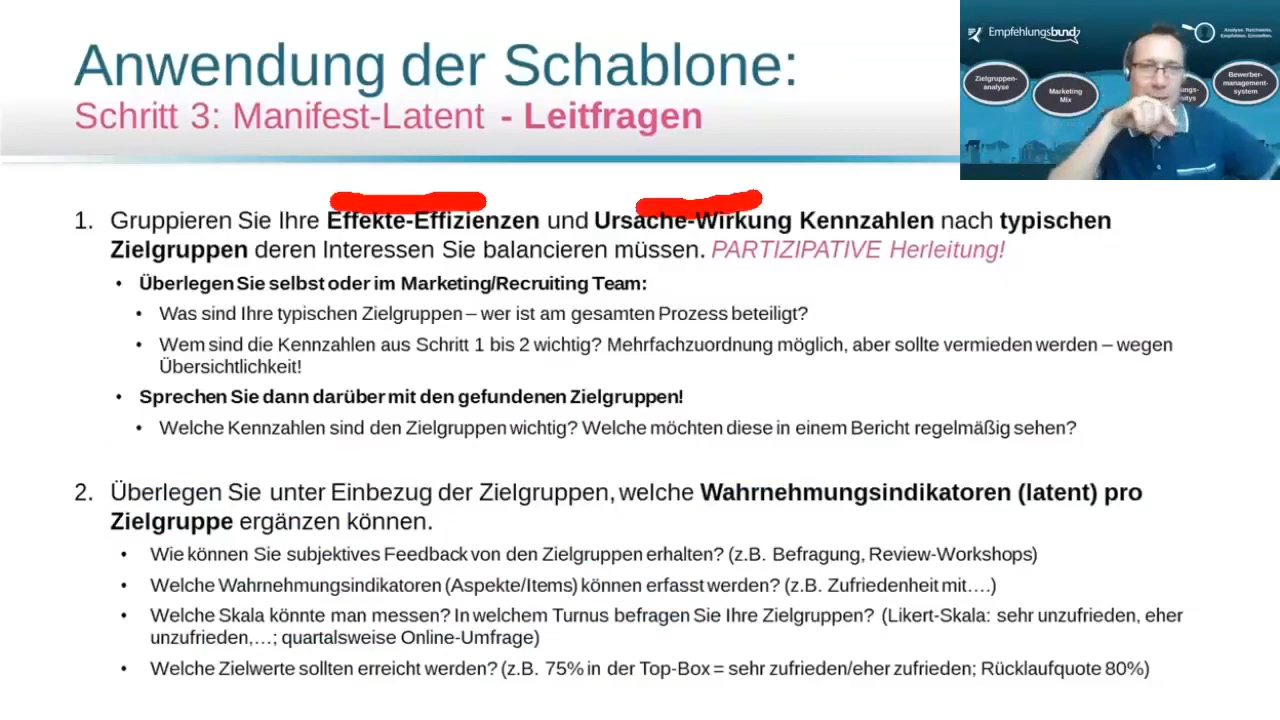 Anwendung der Schablone:
Schritt 3: Manifest-Latent - Leitfragen
Empfehlungsbund
Analyse. Reichweite.
Empfehlen. Einstellen.
Zielgruppen-
analyse
Marketing
Mix
Bewerber-
management-
system
1. Gruppieren Sie Ihre Effekte-Effizienzen und Ursache-Wirkung Kennzahlen nach typischen
Zielgruppen deren Interessen Sie balancieren müssen. PARTIZIPATIVE Herleitung!
• Überlegen Sie selbst oder im Marketing/Recruiting Team:
• Was sind Ihre typischen Zielgruppen – wer ist am gesamten Prozess beteiligt?
• Wem sind die Kennzahlen aus Schritt 1 bis 2 wichtig? Mehrfachzuordnung möglich, aber sollte vermieden werden – wegen
Übersichtlichkeit!
• Sprechen Sie dann darüber mit den gefundenen Zielgruppen!
• Welche Kennzahlen sind den Zielgruppen wichtig? Welche möchten diese in einem Bericht regelmäßig sehen?
2. Überlegen Sie unter Einbezug der Zielgruppen, welche Wahrnehmungsindikatoren (latent) pro
Zielgruppe ergänzen können.
• Wie können Sie subjektives Feedback von den Zielgruppen erhalten? (z.B. Befragung, Review-Workshops)
• Welche Wahrnehmungsindikatoren (Aspekte/Items) können erfasst werden? (z.B. Zufriedenheit mit….)
• Welche Skala könnte man messen? In welchem Turnus befragen Sie Ihre Zielgruppen? (Likert-Skala: sehr unzufrieden, eher
unzufrieden,…; quartalsweise Online-Umfrage)
• Welche Zielwerte sollten erreicht werden? (z.B. 75% in der Top-Box = sehr zufrieden/eher zufrieden; Rücklaufquote 80%)